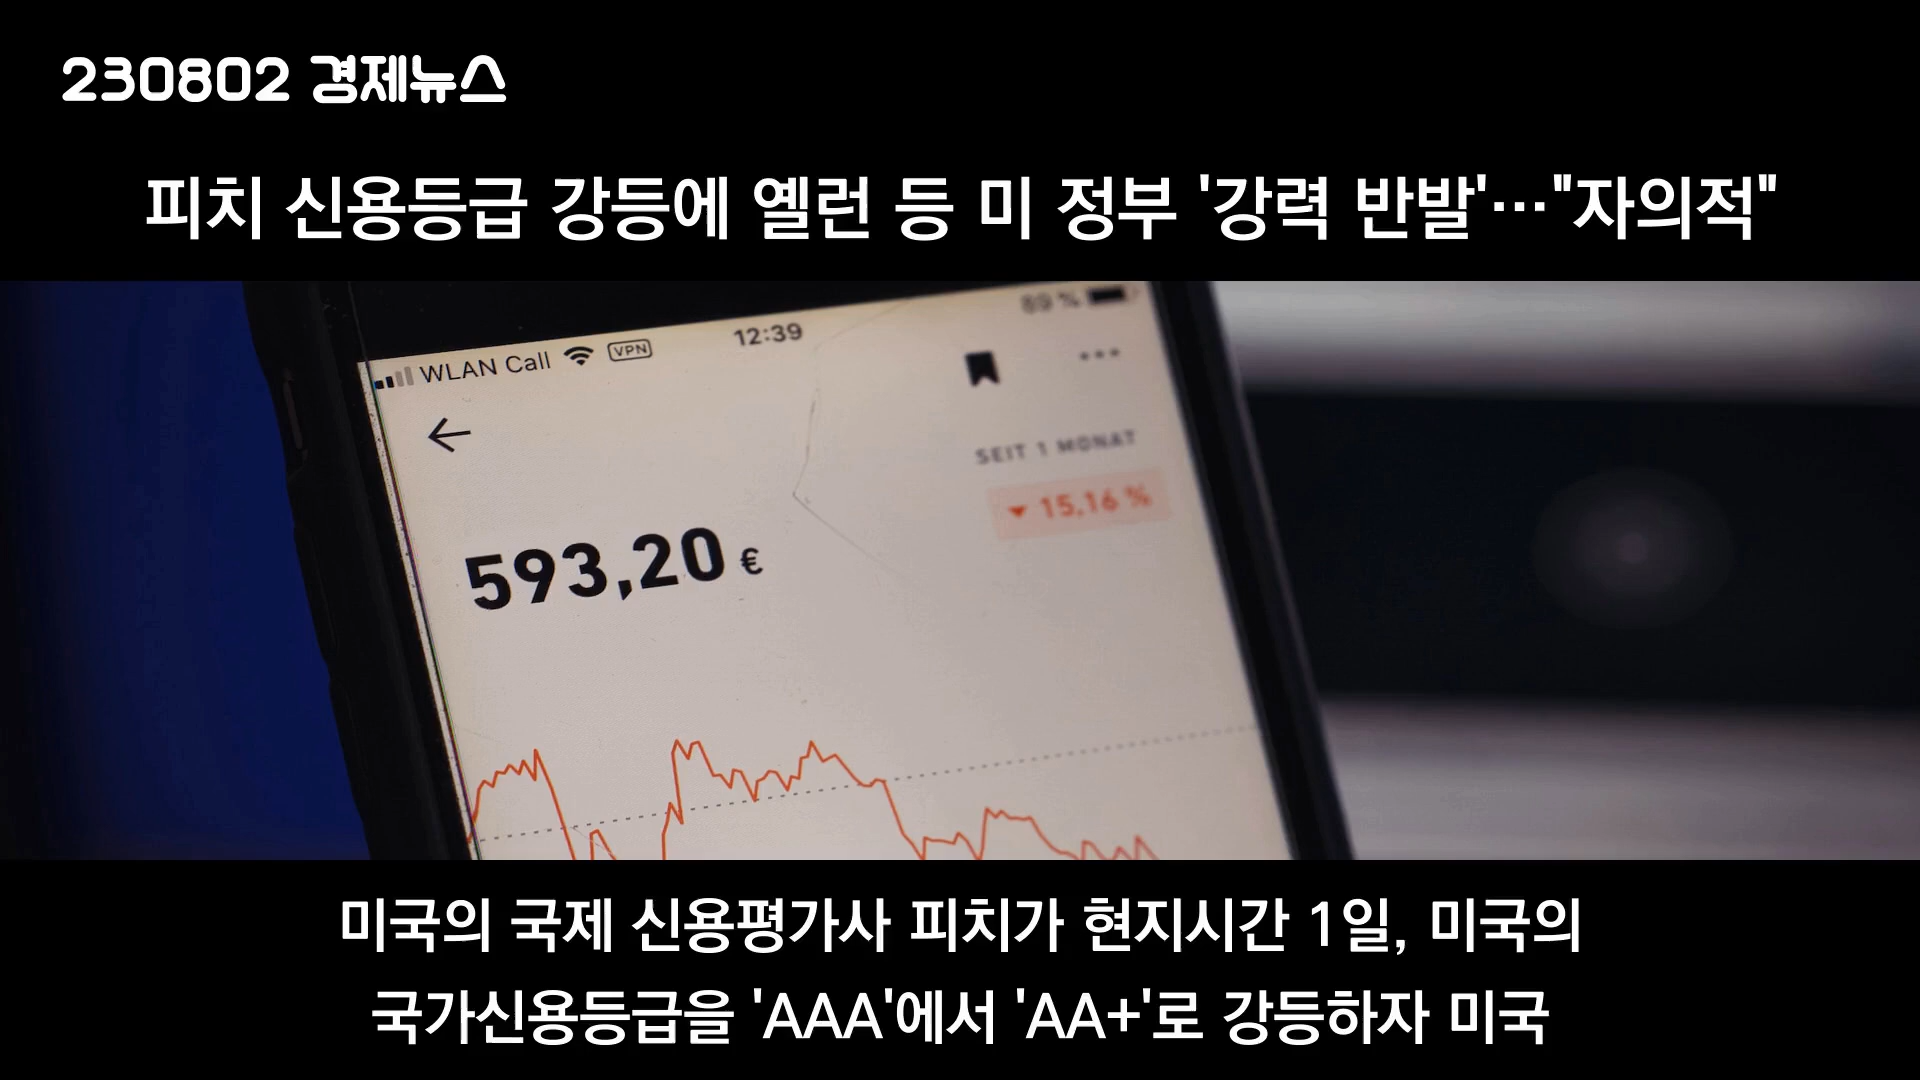 230802 경제뉴스
피치 신용등급 강등에 옐런 등 미 정부 '강력 반발'…"자의적"
WLAN Call VPN 12:39 89 %
SEIT 1 MONAT
15,16 %
593,20 €
미국의 국제 신용평가사 피치가 현지시간 1일, 미국의
국가신용등급을 'AAA'에서 'AA+'로 강등하자 미국